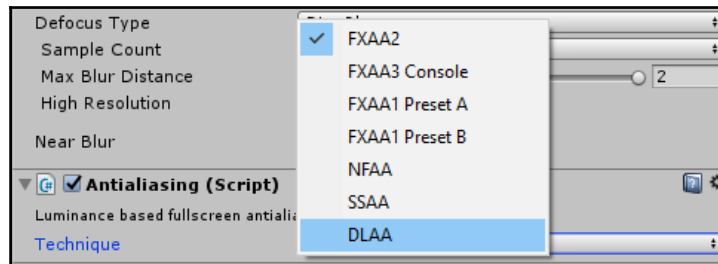 Defocus Type
FXAA2
Sample Count
FXAA3 Console
Max Blur Distance
2
High Resolution
FXAA1 Preset A
FXAA1 Preset B
Near Blur
NFAA
Antialiasing (Script)
SSAA
Luminance based fullscreen
DLAA
Technique